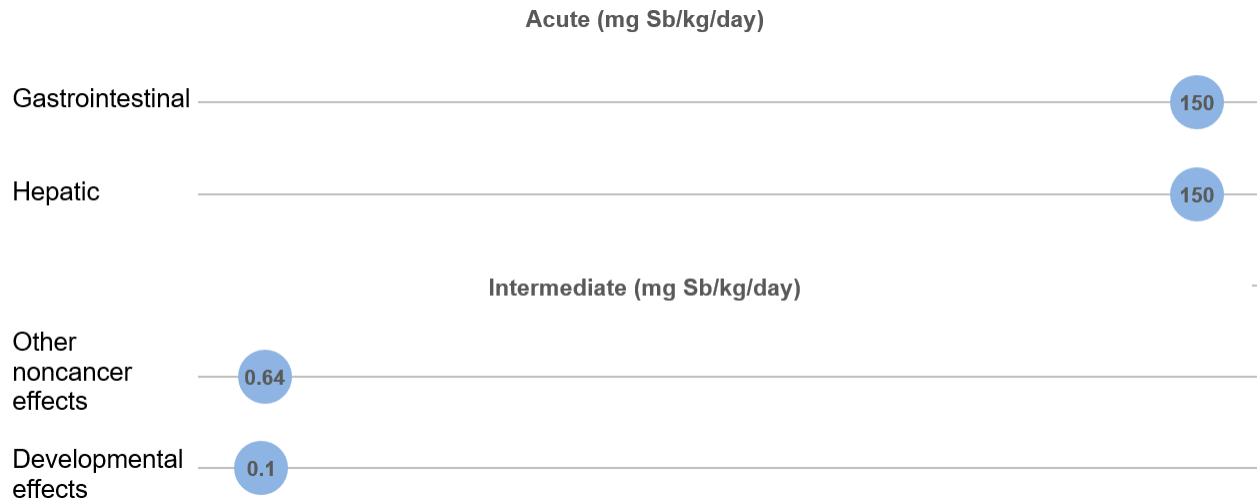 Acute (mg Sb/kg/day)
Gastrointestinal
150
Hepatic
150
Intermediate (mg Sb/kg/day)
Other
noncancer
effects
0.64
Developmental
effects
0.1